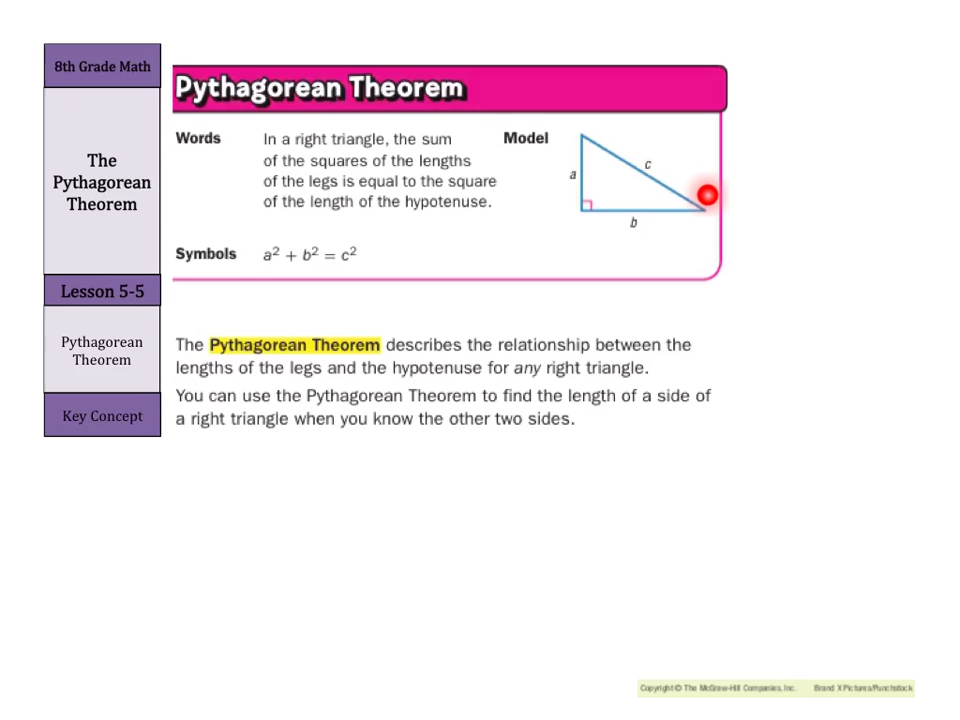 8th Grade Math
The
Pythagorean
Theorem
Lesson 5-5
Pythagorean
Theorem
Key Concept
Pythagorean Theorem
Words
In a right triangle, the sum
of the squares of the lengths
of the legs is equal to the square
of the length of the hypotenuse.
Model
a
c
b
Symbols a² + b² = c²
The Pythagorean Theorem describes the relationship between the
lengths of the legs and the hypotenuse for any right triangle.
You can use the Pythagorean Theorem to find the length of a side of
a right triangle when you know the other two sides.
Copyright © The McGraw-Hill Companies, Inc. Brand X Pictures/Punchstock